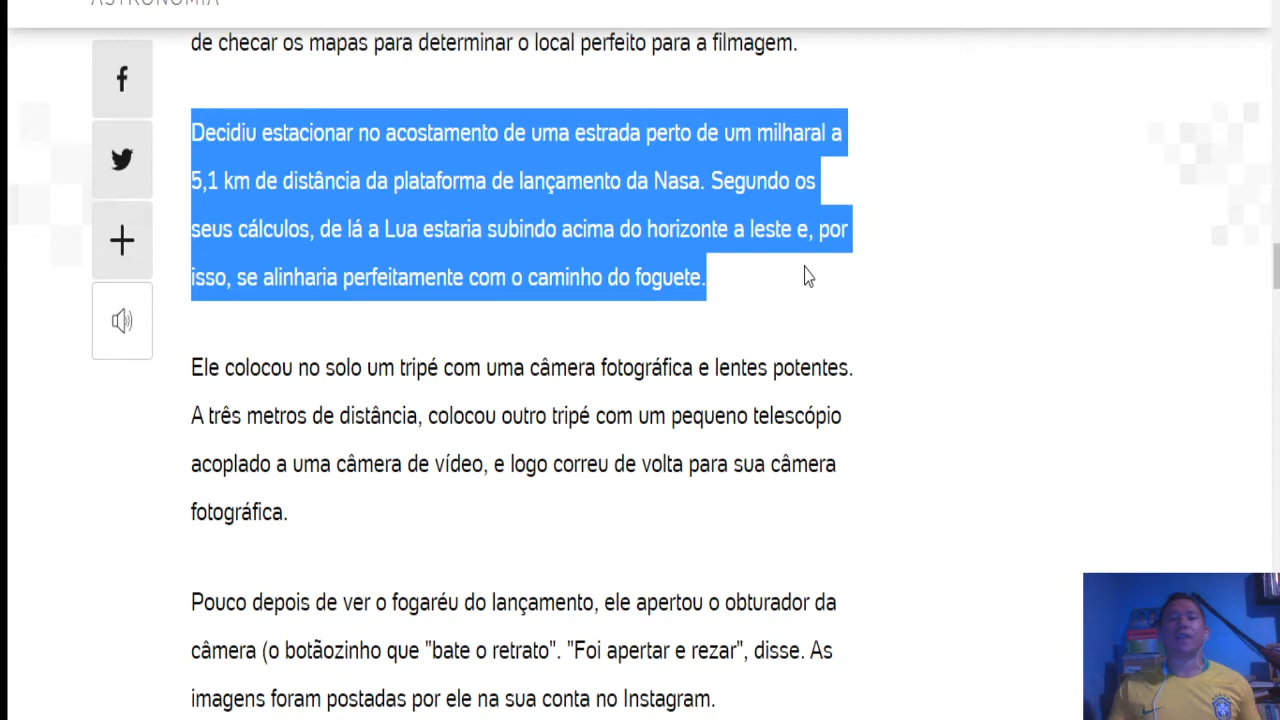 ASTRONOMIA
de checar os mapas para determinar o local perfeito para a filmagem.
Decidiu estacionar no acostamento de uma estrada perto de um milharal a
5,1 km de distância da plataforma de lançamento da Nasa. Segundo os
seus cálculos, de lá a Lua estaria subindo acima do horizonte a leste e, por
isso, se alinharia perfeitamente com o caminho do foguete.
Ele colocou no solo um tripé com uma câmera fotográfica e lentes potentes.
A três metros de distância, colocou outro tripé com um pequeno telescópio
acoplado a uma câmera de vídeo, e logo correu de volta para sua câmera
fotográfica.
Pouco depois de ver o fogaréu do lançamento, ele apertou o obturador da
câmera (o botãozinho que "bate o retrato". "Foi apertar e rezar", disse. As
imagens foram postadas por ele na sua conta no Instagram.